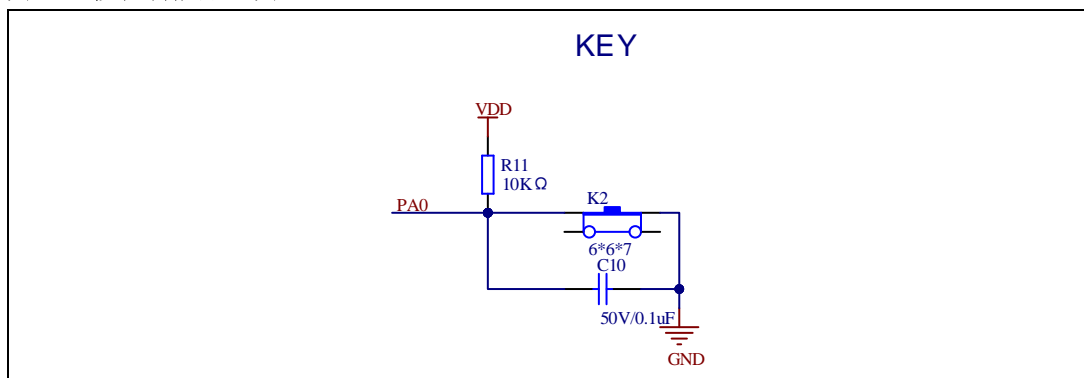 KEY
VDD
R11
10KΩ
PA0
K2
6*6*7
C10
50V/0.1uF
GND